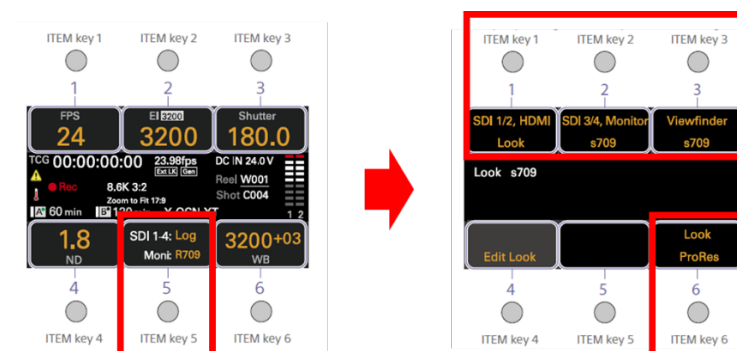 ITEM key 1 ITEM key 2 ITEM key 3
1 2 3
FPS EI 3200 Shutter
24 3200 180.0
TCG 00:00:00:00 23.98fps DC IN 24.0 V
Ext LK Gen
Rec 8.6K 3:2 Reel W001
Zoom to Fit 17:9 Shot C004
A 60 min B X-OCN XT 1 2
1.8 SDI 1-4: Log 3200+03
ND Moni: R709 WB
4 5 6
ITEM key 4 ITEM key 5 ITEM key 6
ITEM key 1 ITEM key 2 ITEM key 3
1 2 3
SDI 1/2, HDMI SDI 3/4, Monitor Viewfinder
Look s709 s709
Look s709
Look
Edit Look ProRes
4 5 6
ITEM key 4 ITEM key 5 ITEM key 6